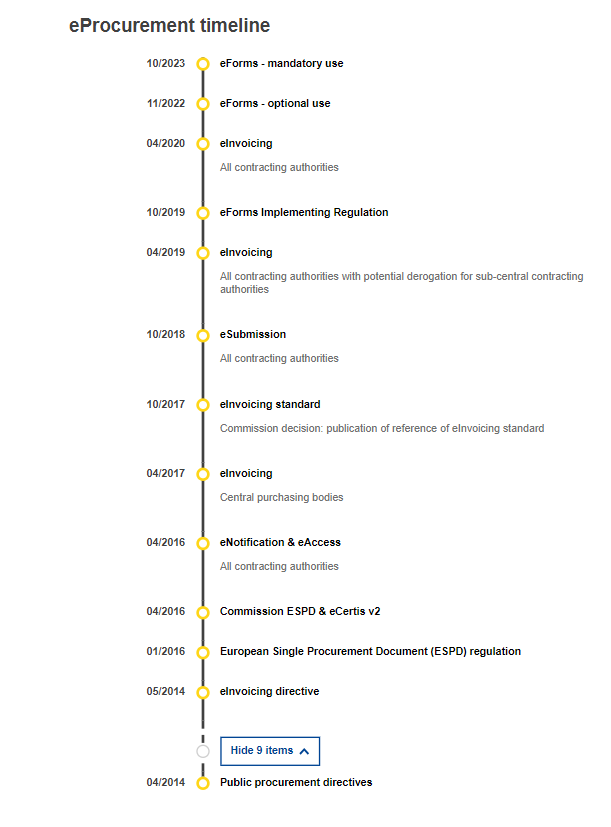 eProcurement timeline
10/2023 eForms - mandatory use
11/2022 eForms - optional use
04/2020 eInvoicing
All contracting authorities
10/2019 eForms Implementing Regulation
04/2019 eInvoicing
All contracting authorities with potential derogation for sub-central contracting
authorities
10/2018 eSubmission
All contracting authorities
10/2017 eInvoicing standard
Commission decision: publication of reference of eInvoicing standard
04/2017 eInvoicing
Central purchasing bodies
04/2016 eNotification & eAccess
All contracting authorities
04/2016 Commission ESPD & eCertis v2
01/2016 European Single Procurement Document (ESPD) regulation
05/2014 eInvoicing directive
Hide 9 items
04/2014 Public procurement directives